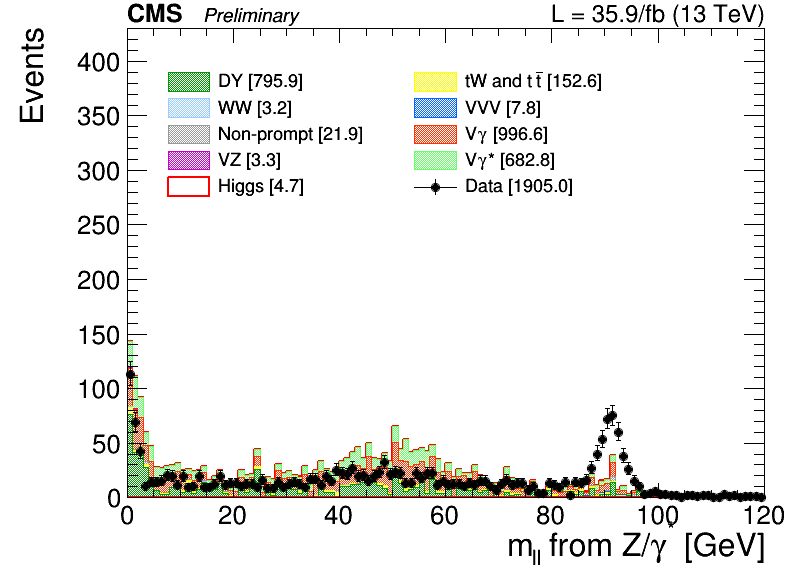 CMS Preliminary L = 35.9/fb (13 TeV)
Events
400
350
300
250
200
150
100
50
0
DY [795.9]
WW [3.2]
Non-prompt [21.9]
VZ [3.3]
Higgs [4.7]
tW and tt̄ [152.6]
VVV [7.8]
Vγ [996.6]
Vγ* [682.8]
Data [1905.0]
0 20 40 60 80 100 120
m_ll from Z/γ* [GeV]